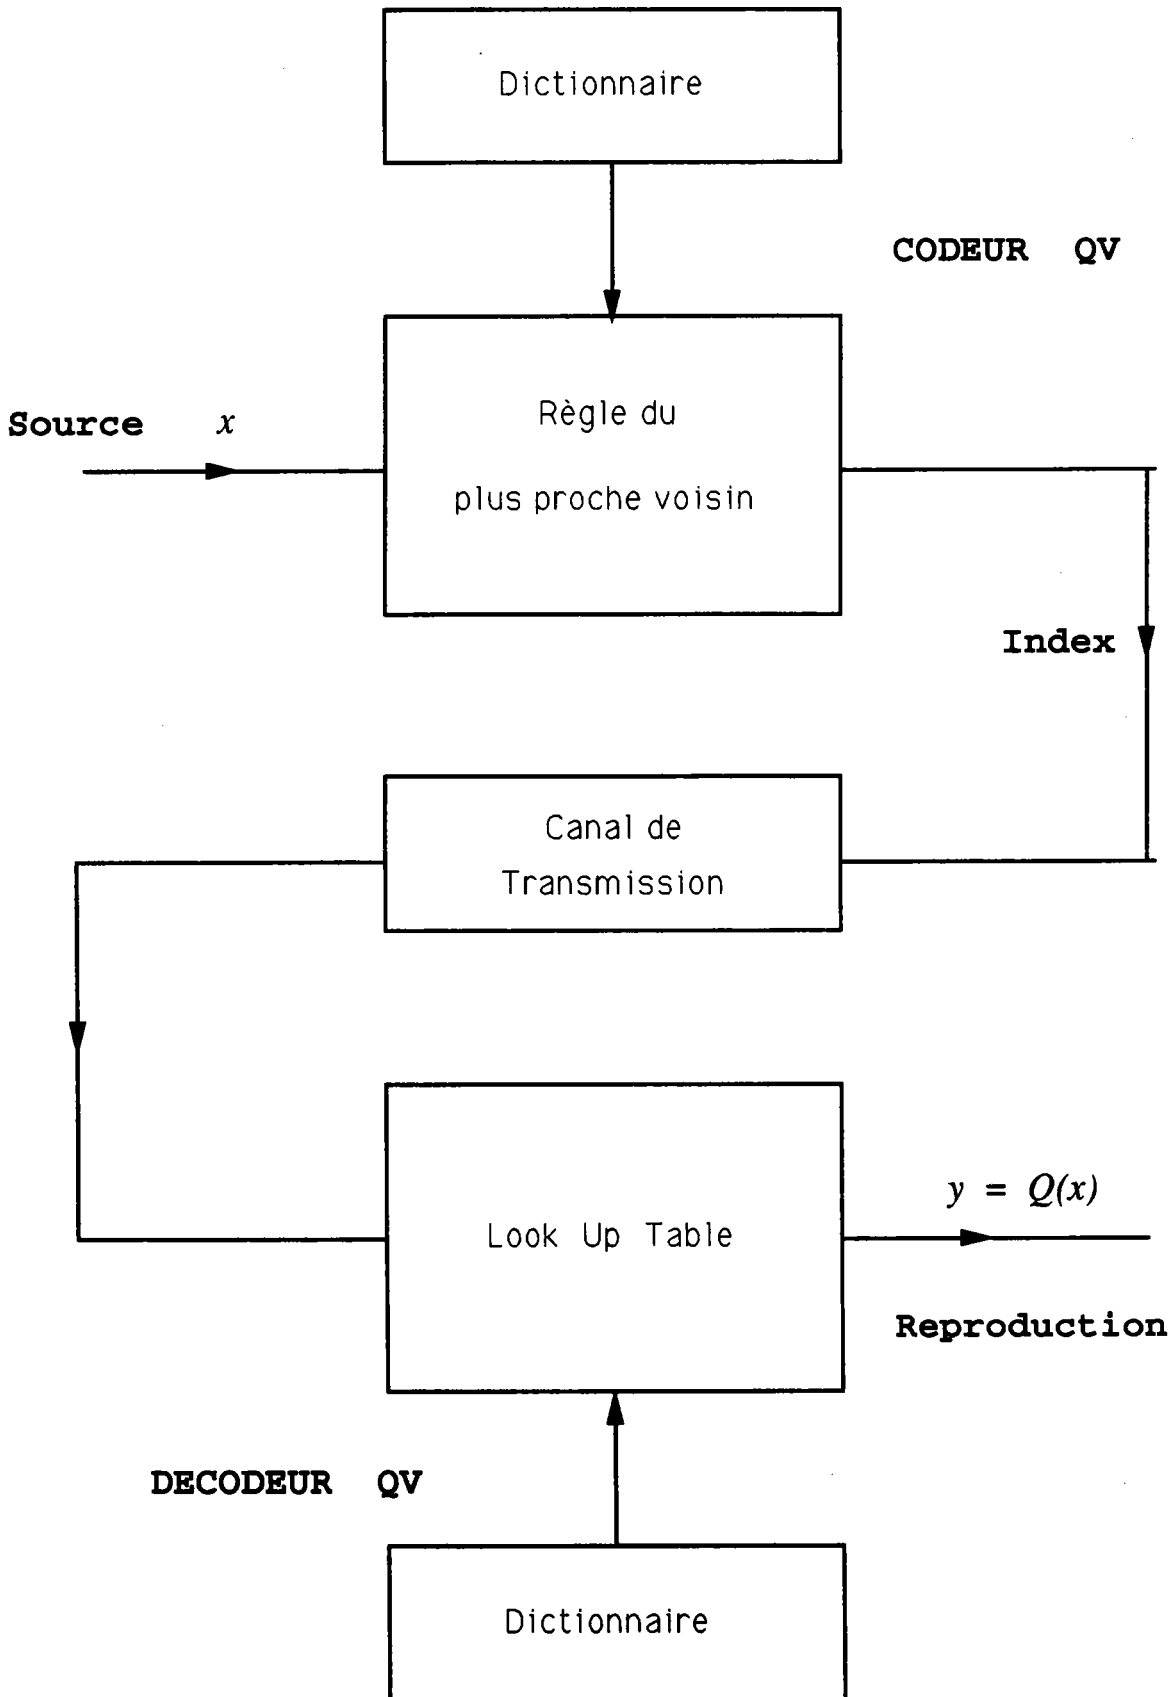 Dictionnaire
CODEUR QV
Règle du
Source x
plus proche voisin
Index
Canal de
Transmission
y = Q(x)
Look Up Table
Reproduction
DECODEUR QV
Dictionnaire